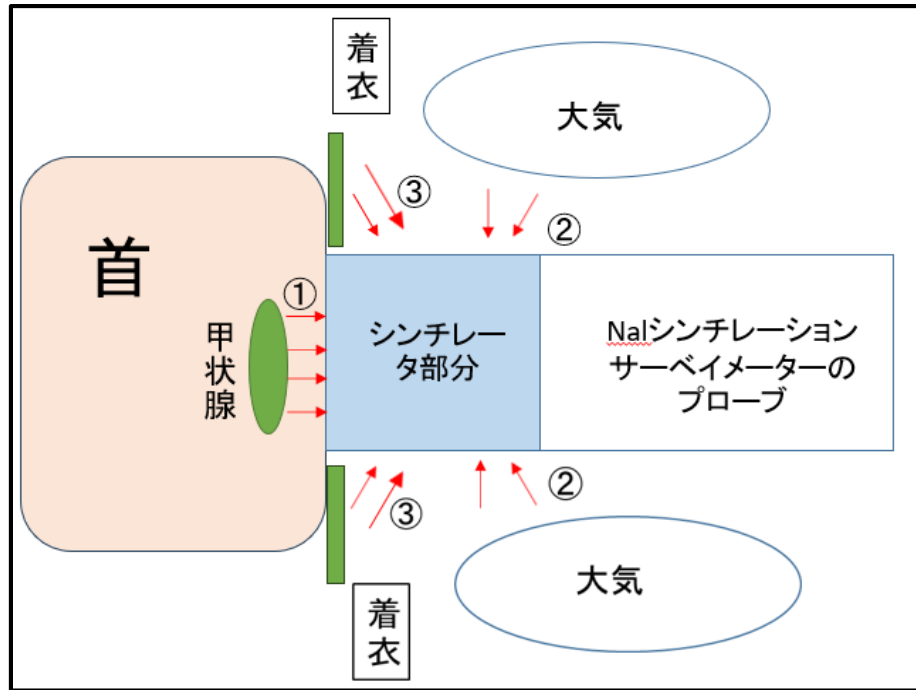 着
衣
大気
③
②
首
①
甲
状
腺
シンチレー
タ部分
NaIシンチレーション
サーベイメーターの
プローブ
③
②
大気
着
衣